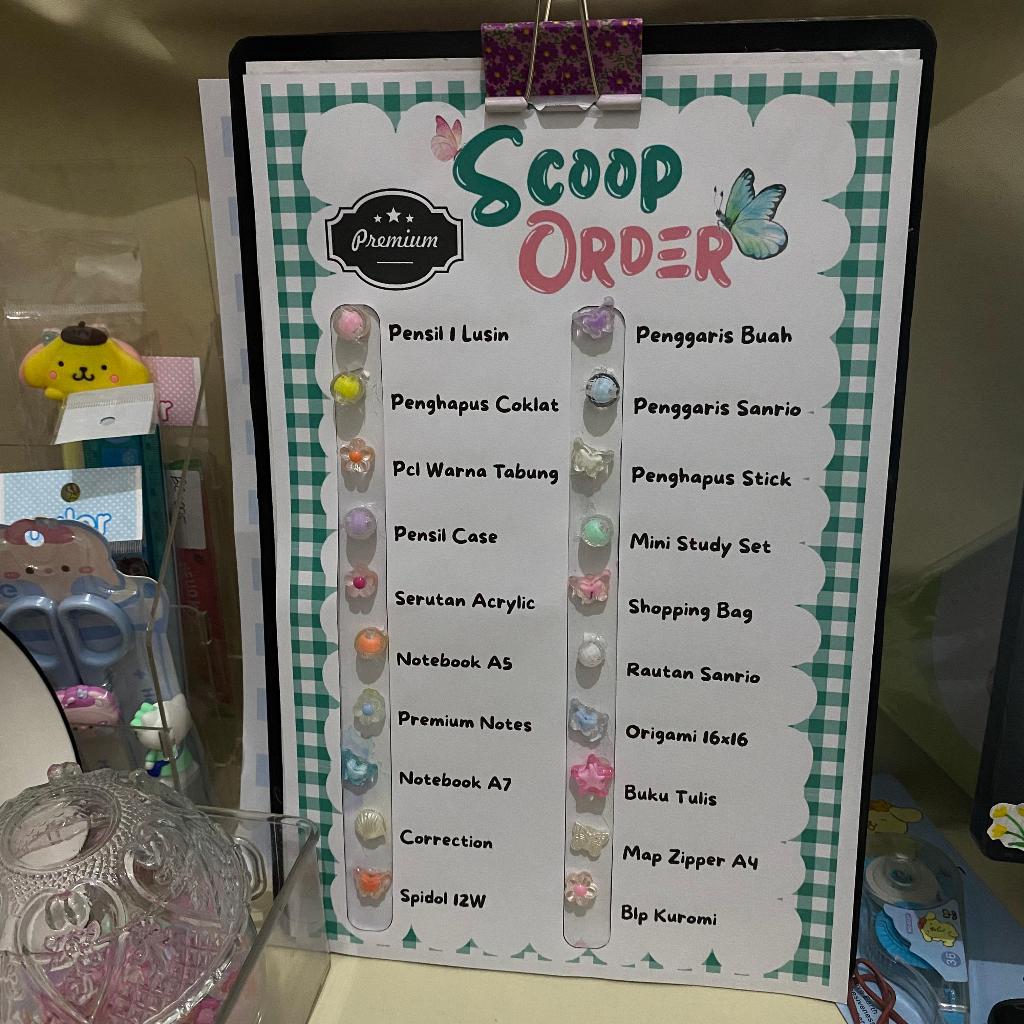 Scoop
Order
Premium
Pensil 1 Lusin
Penghapus Coklat
Pcl Warna Tabung
Pensil Case
Serutan Acrylic
Notebook A5
Premium Notes
Notebook A7
Correction
Spidol 12W
Penggaris Buah
Penggaris Sanrio
Penghapus Stick
Mini Study Set
Shopping Bag
Rautan Sanrio
Origami 16x16
Buku Tulis
Map Zipper A4
Blp Kuromi